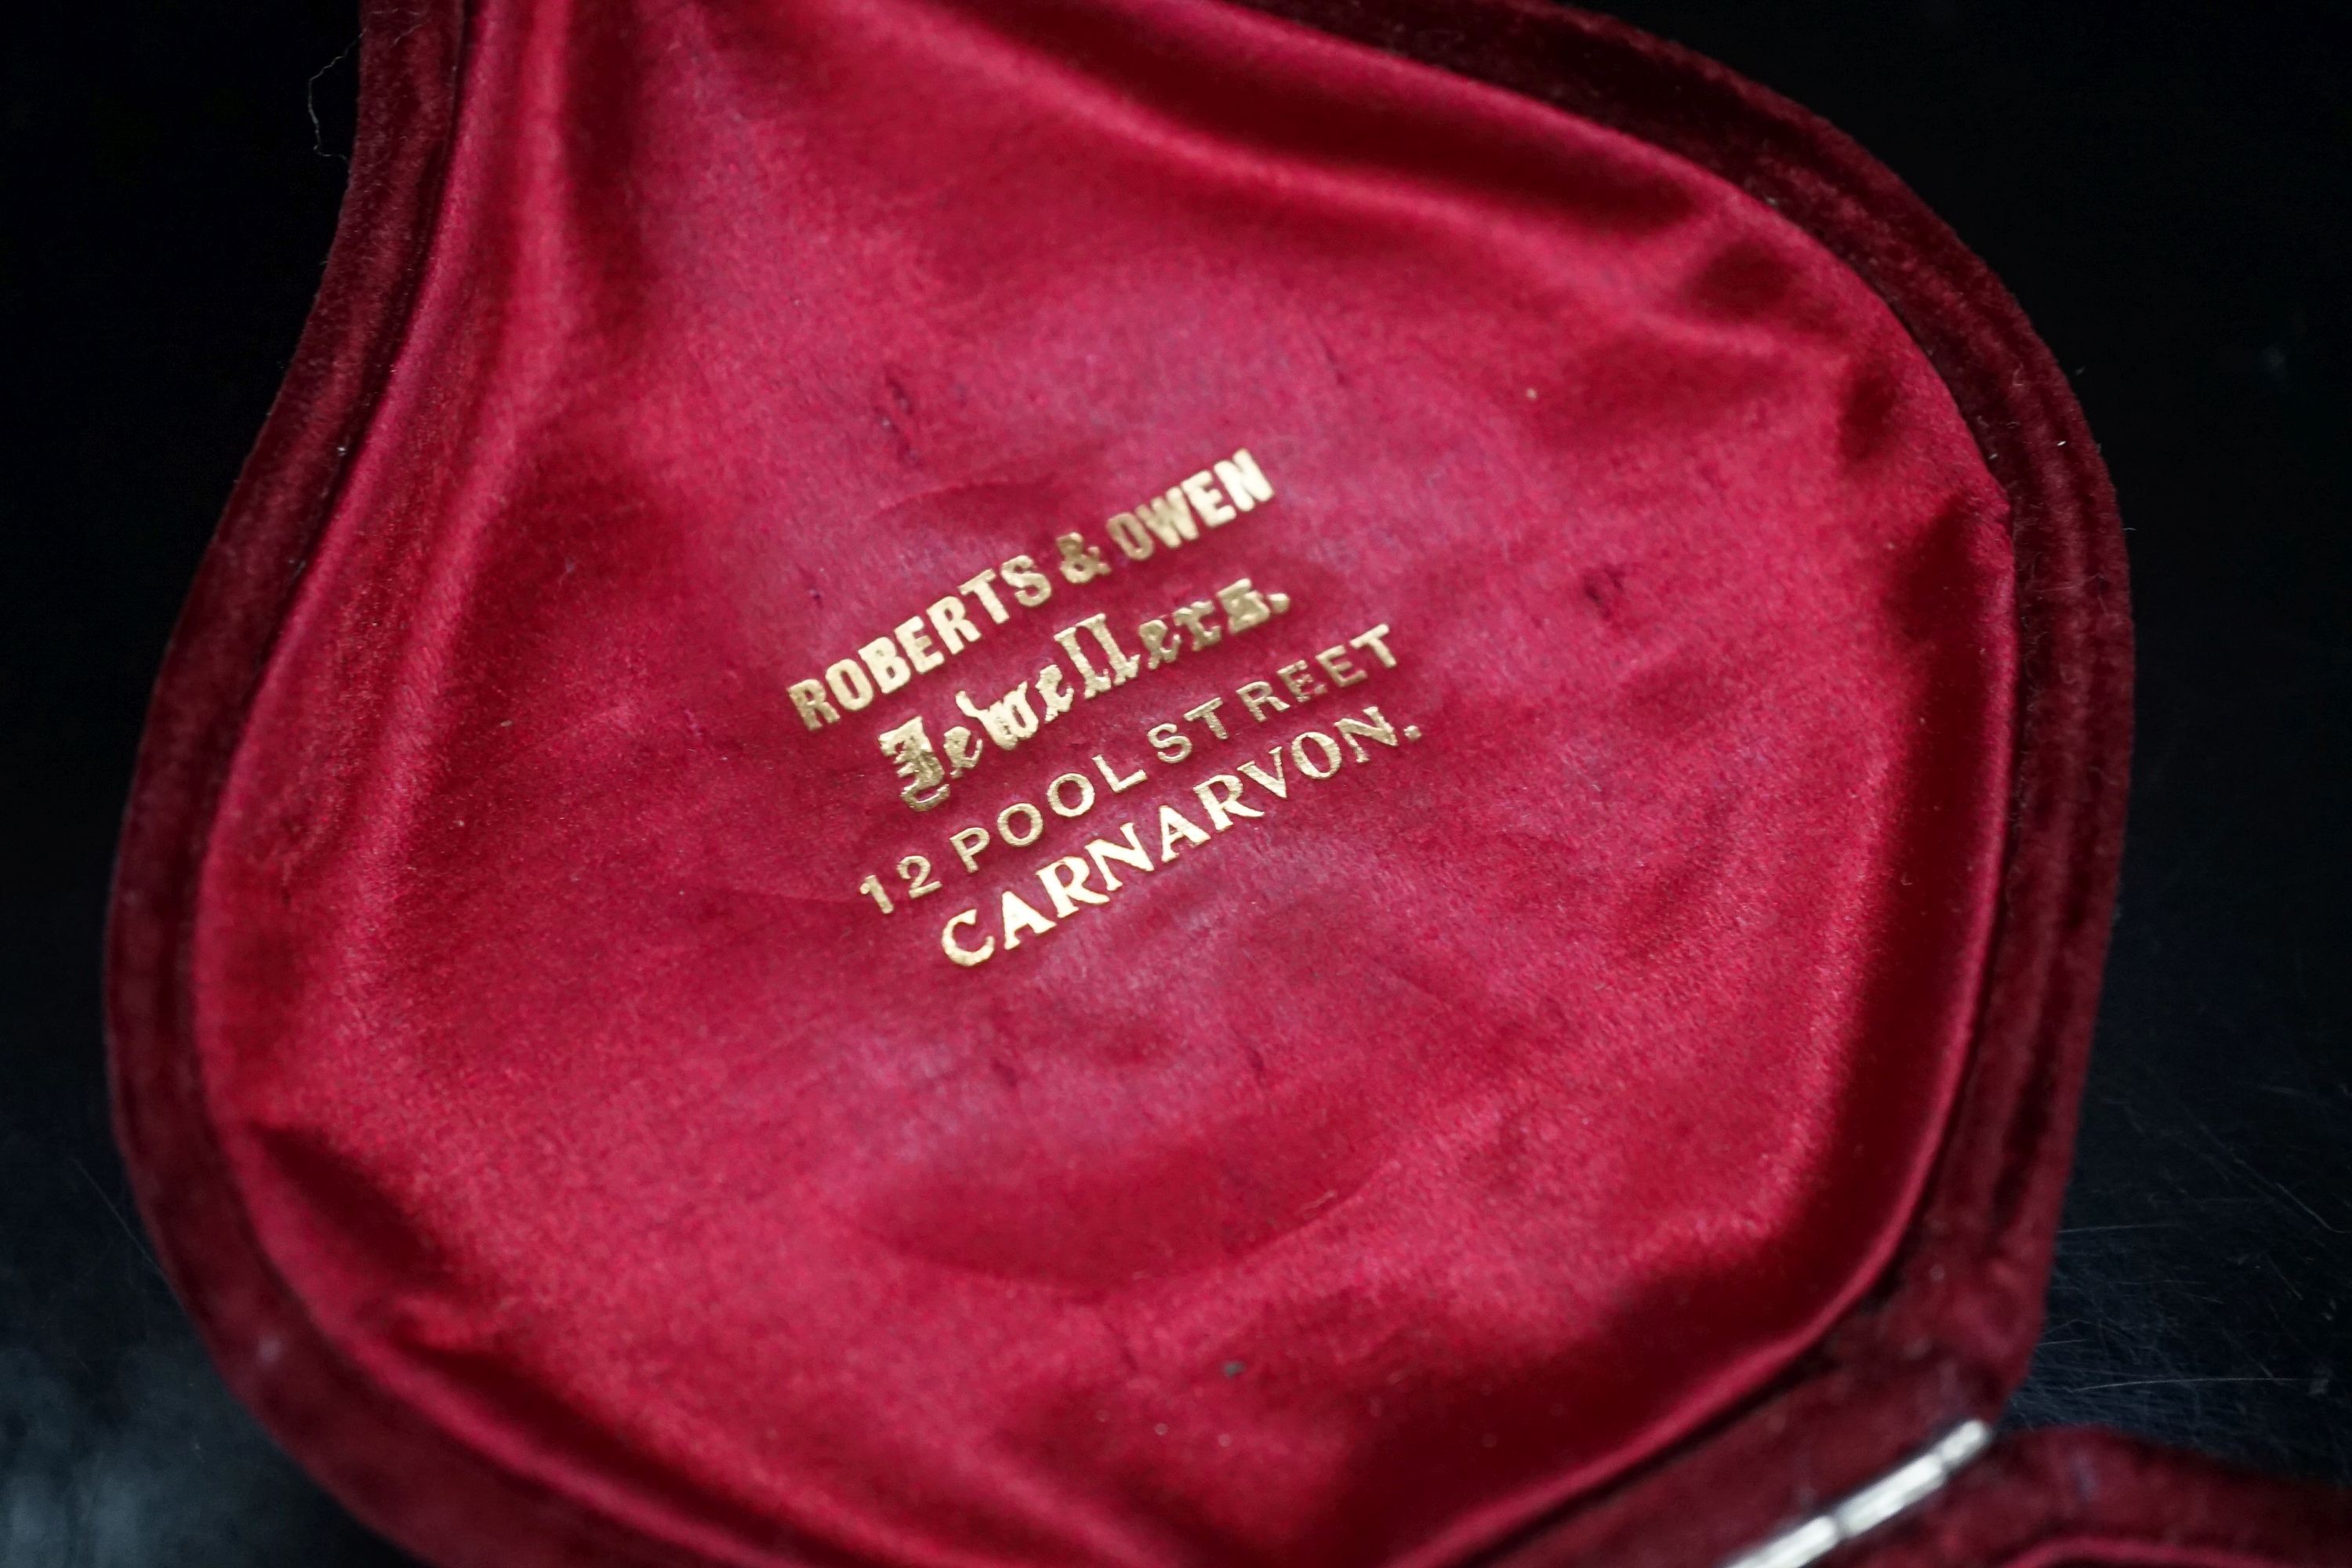 ROBERTS & OWEN
Jewellers.
12 POOL STREET
CARNARVON.